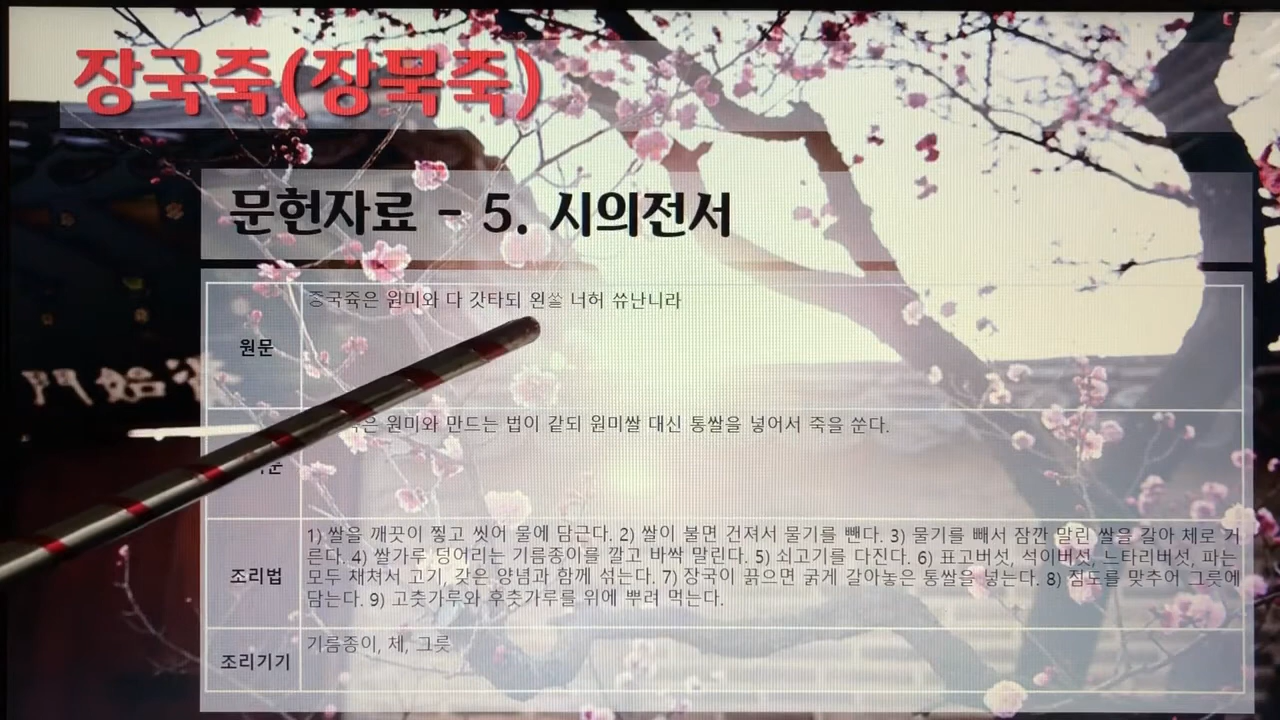 장국죽(장묵죽)
문헌자료 - 5. 시의전서
원문
쥬은 원미와 다 갓타되 왼쏠 너허 쓔난니라
은 원미와 만드는 법이 같되 원미쌀 대신 통쌀을 넣어서 죽을 쑨다.
조리법
1) 쌀을 깨끗이 찧고 씻어 물에 담근다. 2) 쌀이 불면 건져서 물기를 뺀다. 3) 물기를 빼서 잠깐 말린 쌀을 갈아 체로 거
른다. 4) 쌀가루 덩어리는 기름종이를 깔고 바싹 말린다. 5) 쇠고기를 다진다. 6) 표고버섯, 석이버섯, 느타리버섯, 파는
모두 채쳐서 고기, 갖은 양념과 함께 섞는다. 7) 장국이 끓으면 굵게 갈아놓은 통쌀을 넣는다. 8) 점도를 맞추어 그릇에
담는다. 9) 고춧가루와 후춧가루를 위에 뿌려 먹는다.
조리기기
기름종이, 체, 그릇